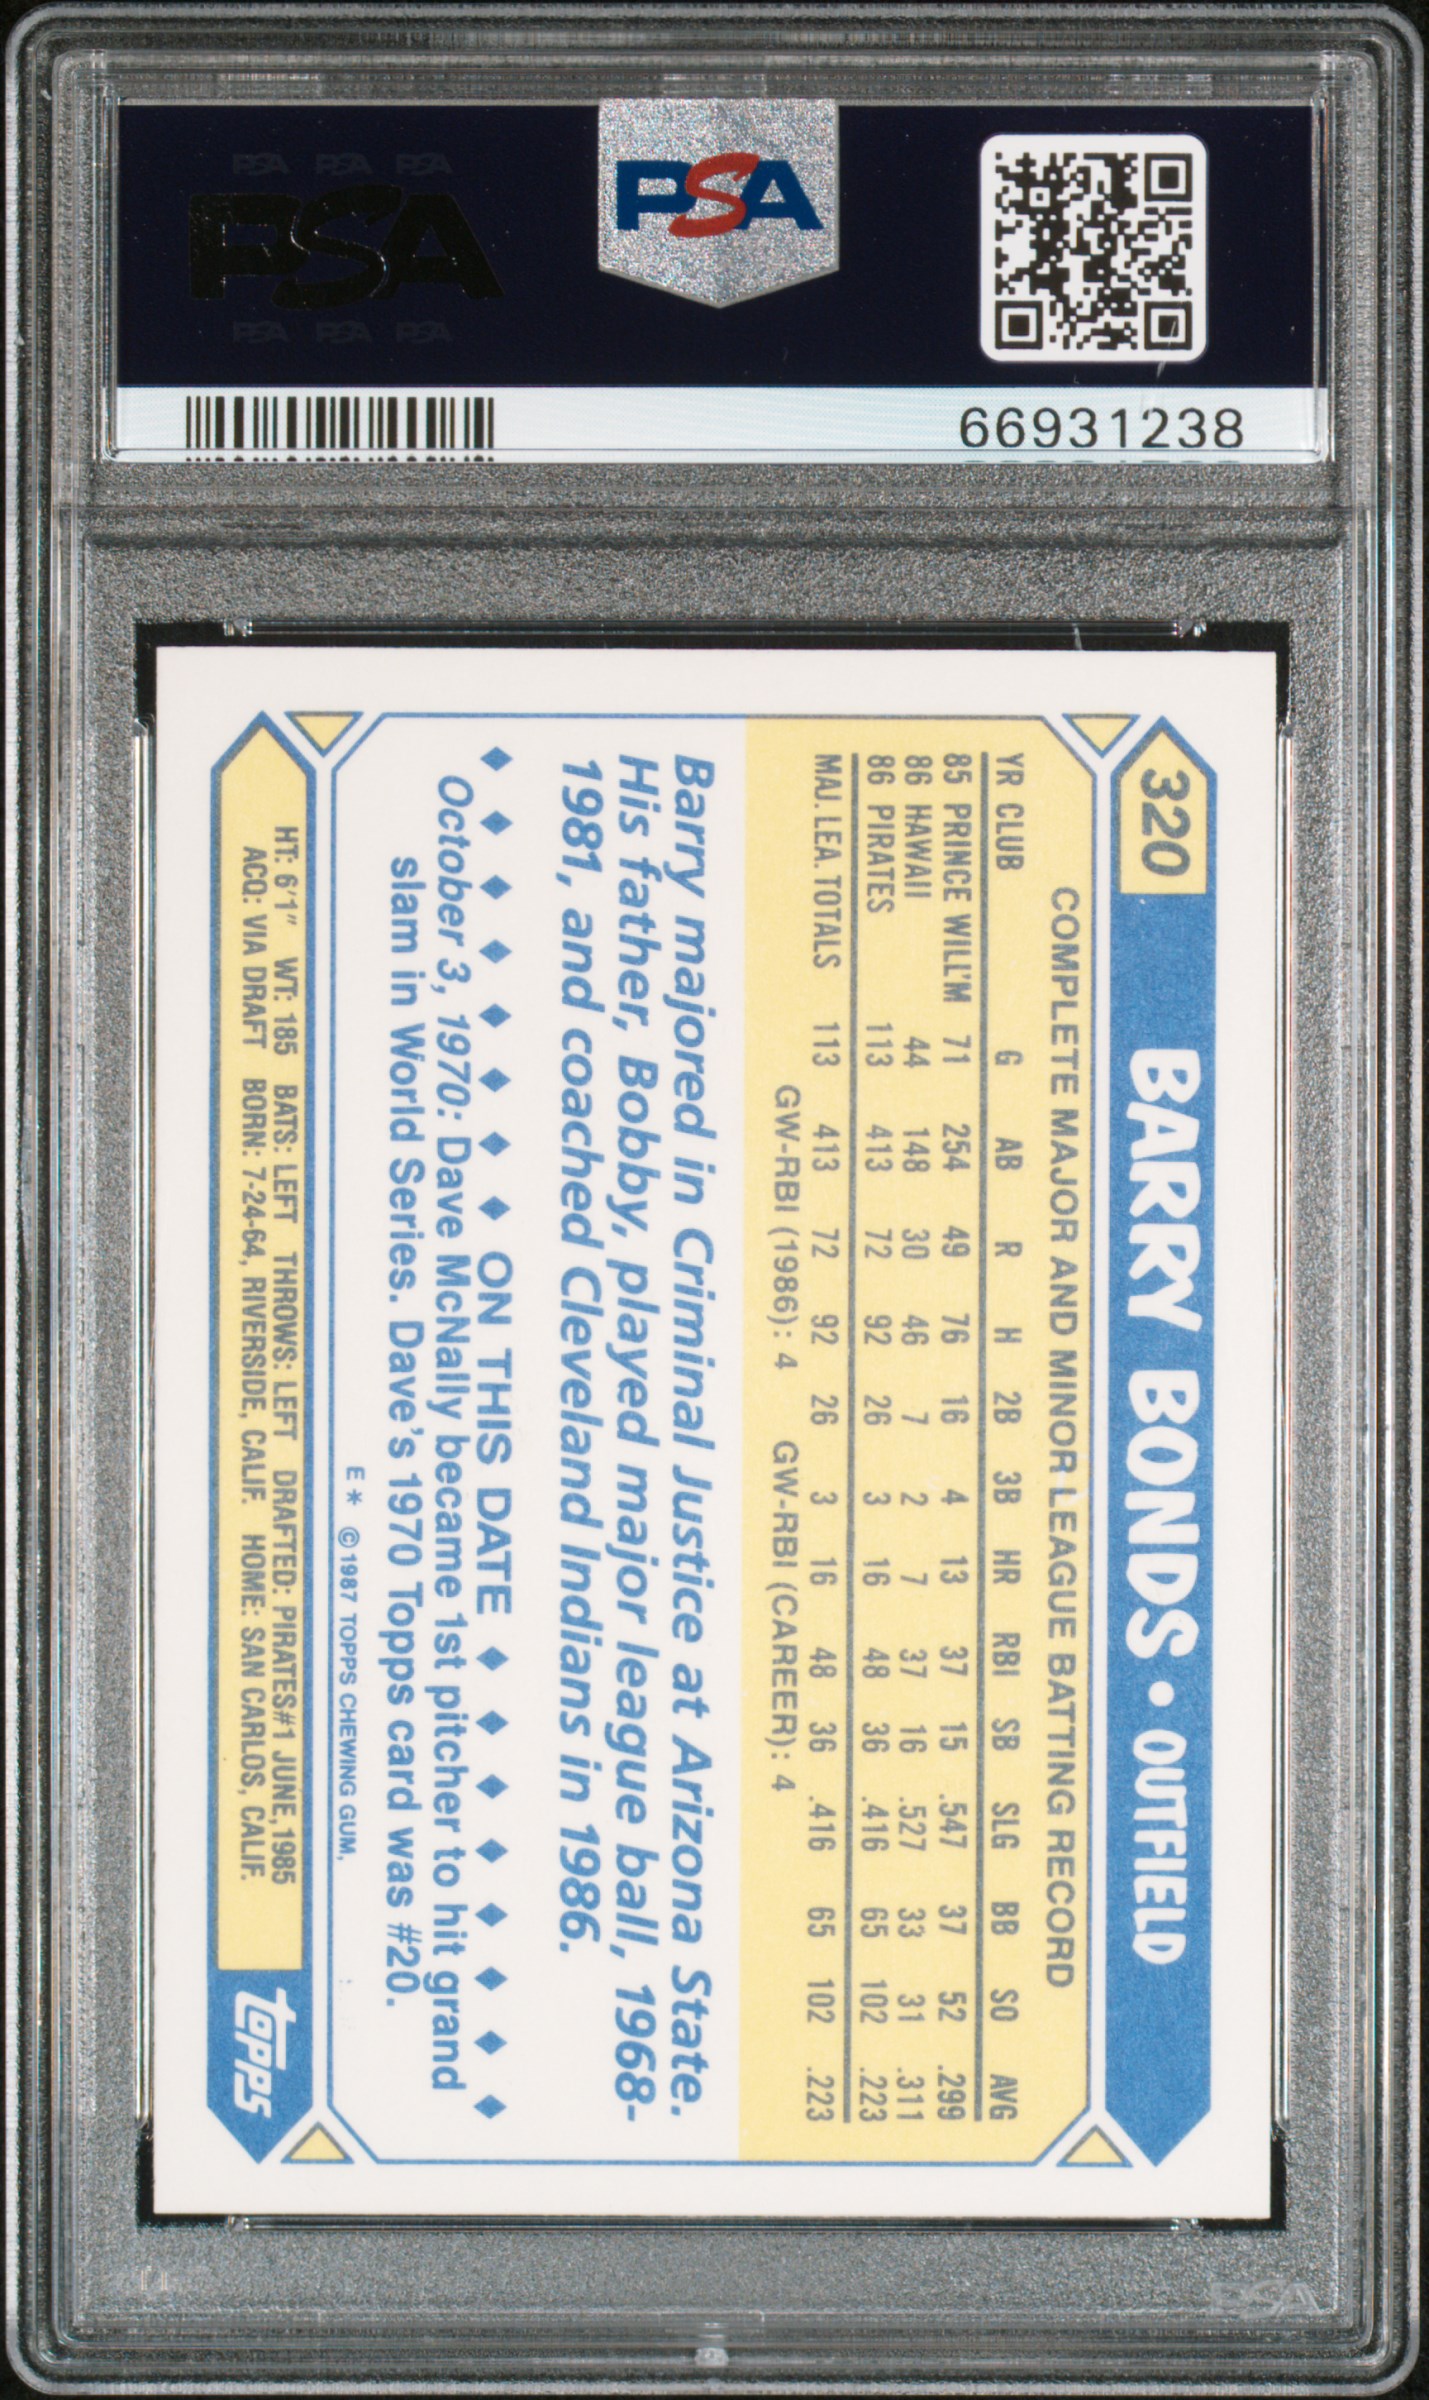 PSA PSA PSA
PSA
PSA PSA PSA
PSA
66931238
320
BARRY BONDS • OUTFIELD
COMPLETE MAJOR AND MINOR LEAGUE BATTING RECORD
YR CLUB G AB R H 2B 3B HR RBI SB SLG BB SO AVG
85 PRINCE WILL'M 71 254 49 76 16 4 13 37 15 .547 37 52 .299
86 HAWAII 44 148 30 46 7 2 7 37 16 .527 33 31 .311
86 PIRATES 113 413 72 92 26 3 16 48 36 .416 65 102 .223
MAJ. LEA. TOTALS 113 413 72 92 26 3 16 48 36 .416 65 102 .223
GW-RBI (1986): 4 GW-RBI (CAREER): 4
Barry majored in Criminal Justice at Arizona State.
His father, Bobby, played major league ball, 1968-
1981, and coached Cleveland Indians in 1986.
ON THIS DATE
October 3, 1970: Dave McNally became 1st pitcher to hit grand
slam in World Series. Dave's 1970 Topps card was #20.
E* © 1987 TOPPS CHEWING GUM,
HT: 6'1" WT: 185 BATS: LEFT THROWS: LEFT DRAFTED: PIRATES#1 JUNE, 1985
ACQ: VIA DRAFT BORN: 7-24-64, RIVERSIDE, CALIF. HOME: SAN CARLOS, CALIF.
topps
PSA